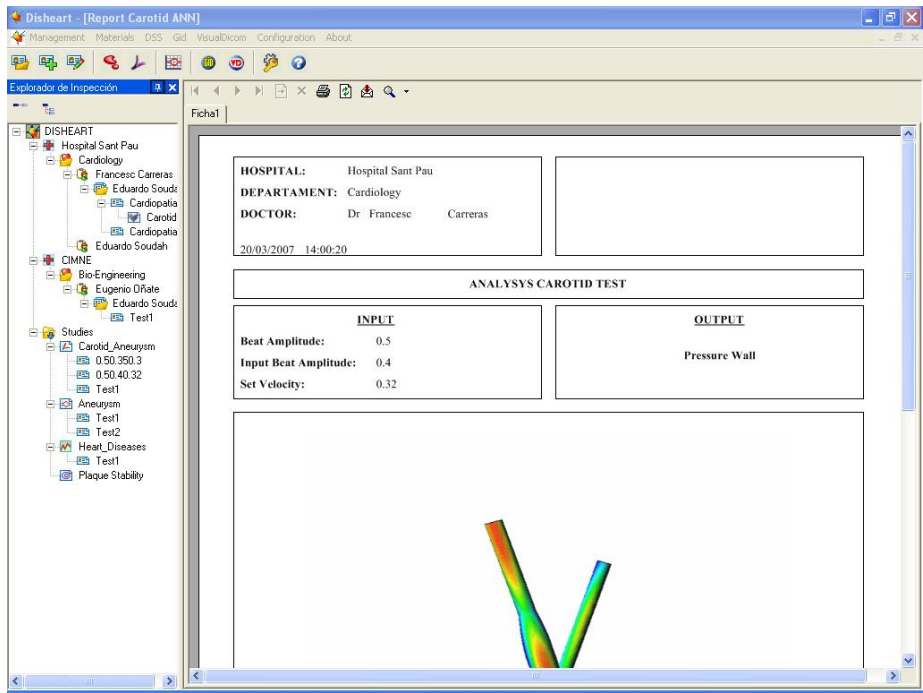 Disheart - [Report Carotid ANN]
Management Materials DSS Gid VisualDicom Configuration About
Explorador de Inspección
Ficha1
DISHEART
Hospital Sant Pau
Cardiology
Francesc Carreras
Eduardo Souda
Cardiopatia
Carotid
Cardiopatia
Eduardo Soudah
CIMNE
Bio-Engineering
Eugenio Oñate
Eduardo Souda
Test1
Studies
Carotid_Aneurysm
0.50.350.3
0.50.40.32
Test1
Aneurysm
Test1
Test2
Heart_Diseases
Test1
Plaque Stability
HOSPITAL: Hospital Sant Pau
DEPARTAMENT: Cardiology
DOCTOR: Dr Francesc Carreras
20/03/2007 14:00:20
ANALYSYS CAROTID TEST
INPUT
Beat Amplitude: 0.5
Input Beat Amplitude: 0.4
Set Velocity: 0.32
OUTPUT
Pressure Wall